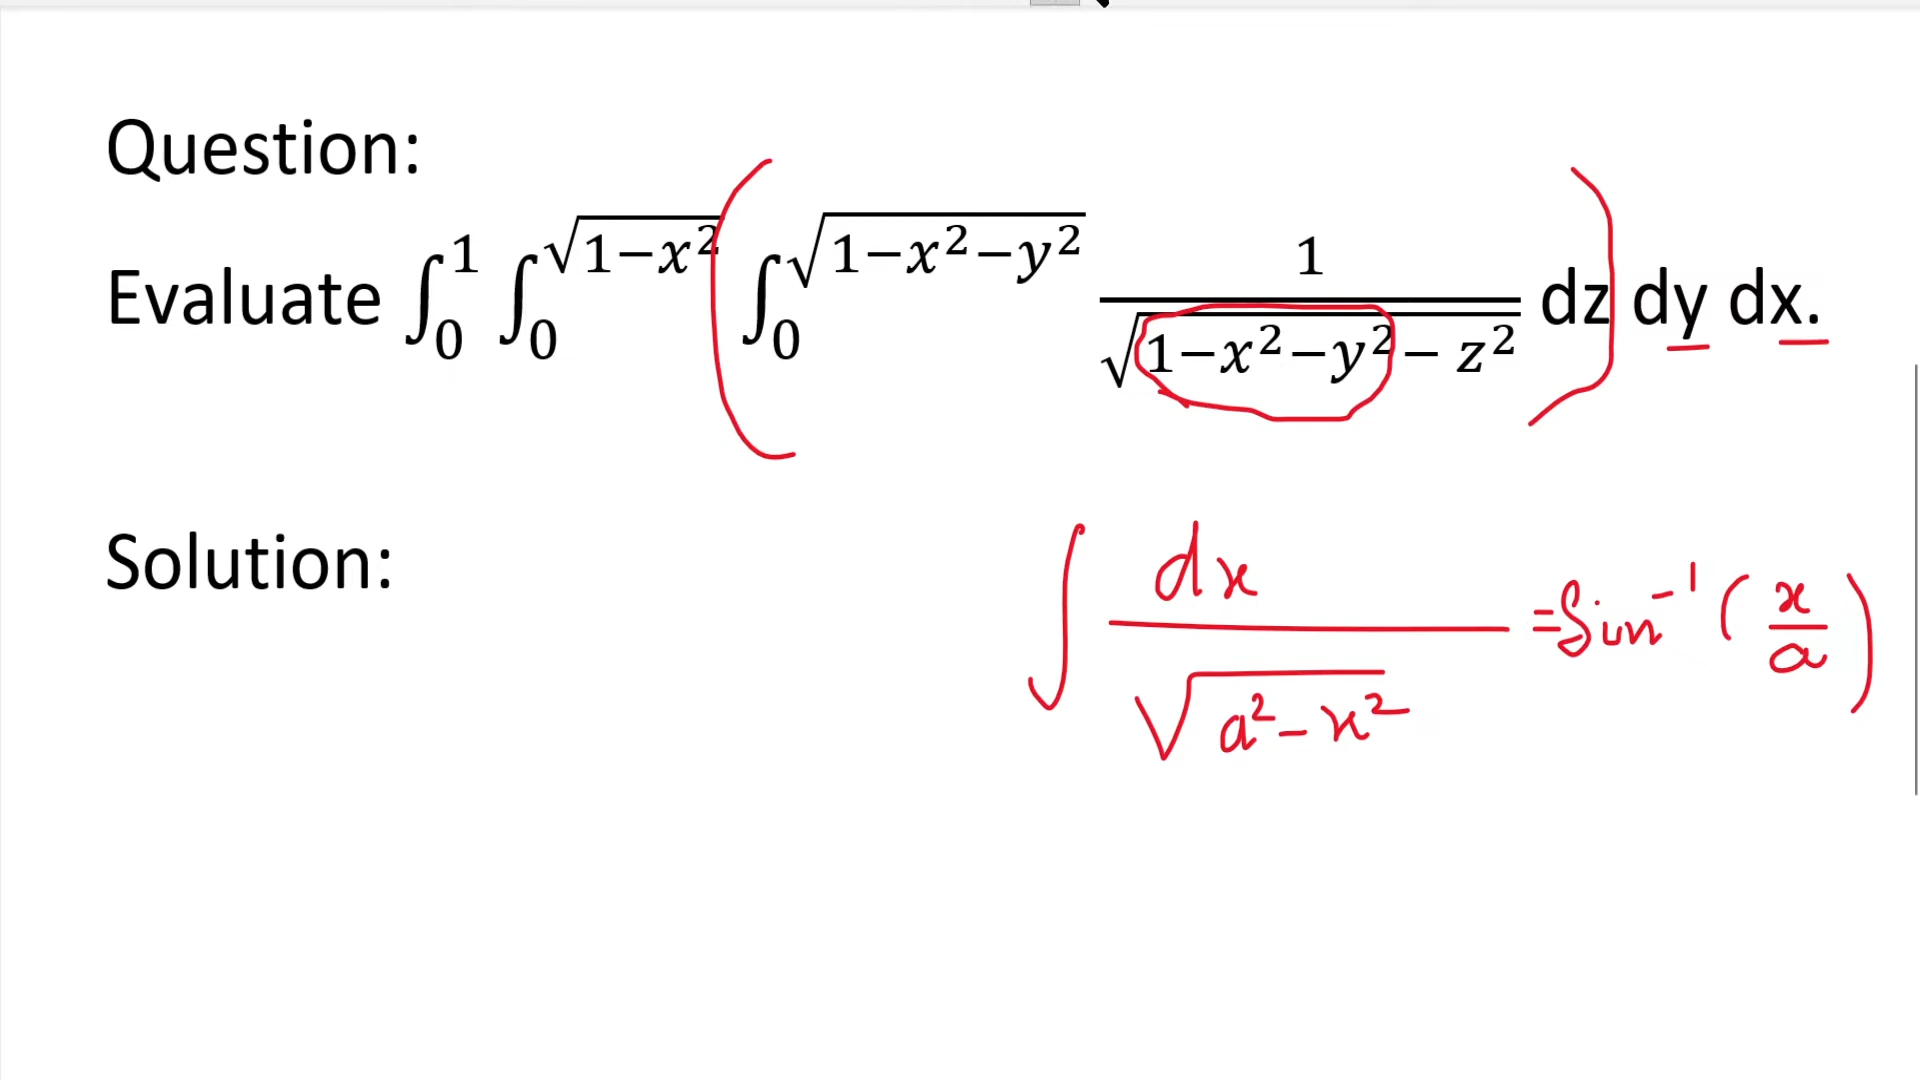 Question:
Evaluate ∫₀¹ ∫₀^√(1−x²) ∫₀^√(1−x²−y²) 1/√(1−x²−y²− z²) dz dy dx.
Solution:
∫ dx/√(a²−x²) = Sin⁻¹(x/a)